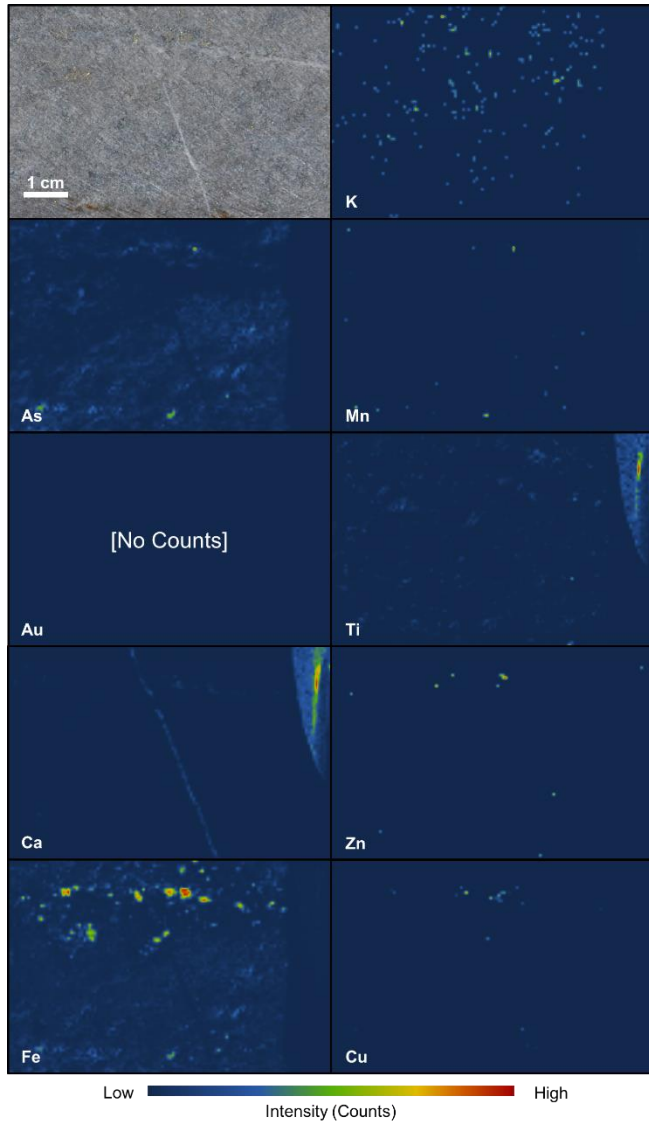 1 cm
K
As
Mn
[No Counts]
Au
Ti
Ca
Zn
Fe
Cu
Low
High
Intensity (Counts)